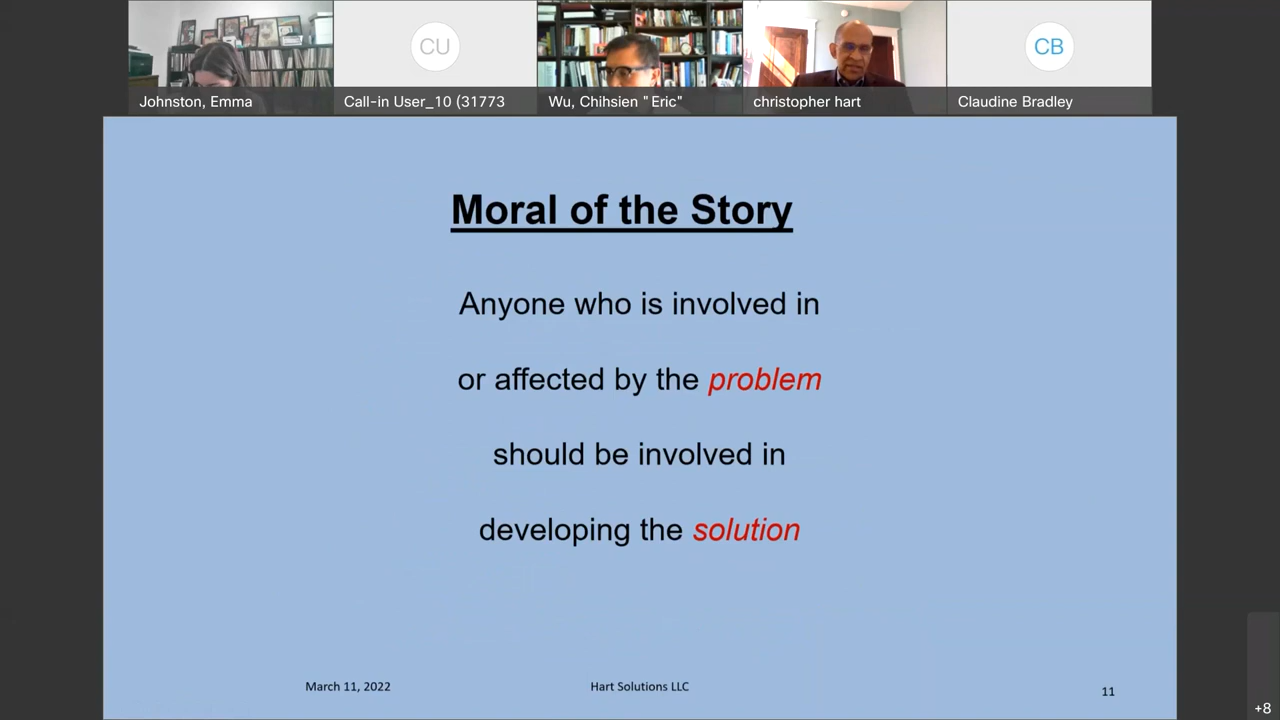 CU
CB
Johnston, Emma
Call-in User_10 (31773
Wu, Chihsien "Eric"
christopher hart
Claudine Bradley
Moral of the Story
Anyone who is involved in
or affected by the problem
should be involved in
developing the solution
March 11, 2022
Hart Solutions LLC
11
+8